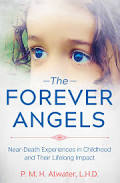 The
FOREVER
ANGELS
Near-Death Experiences in Childhood
and Their Lifelong Impact
P. M. H. Atwater, L.H.D.